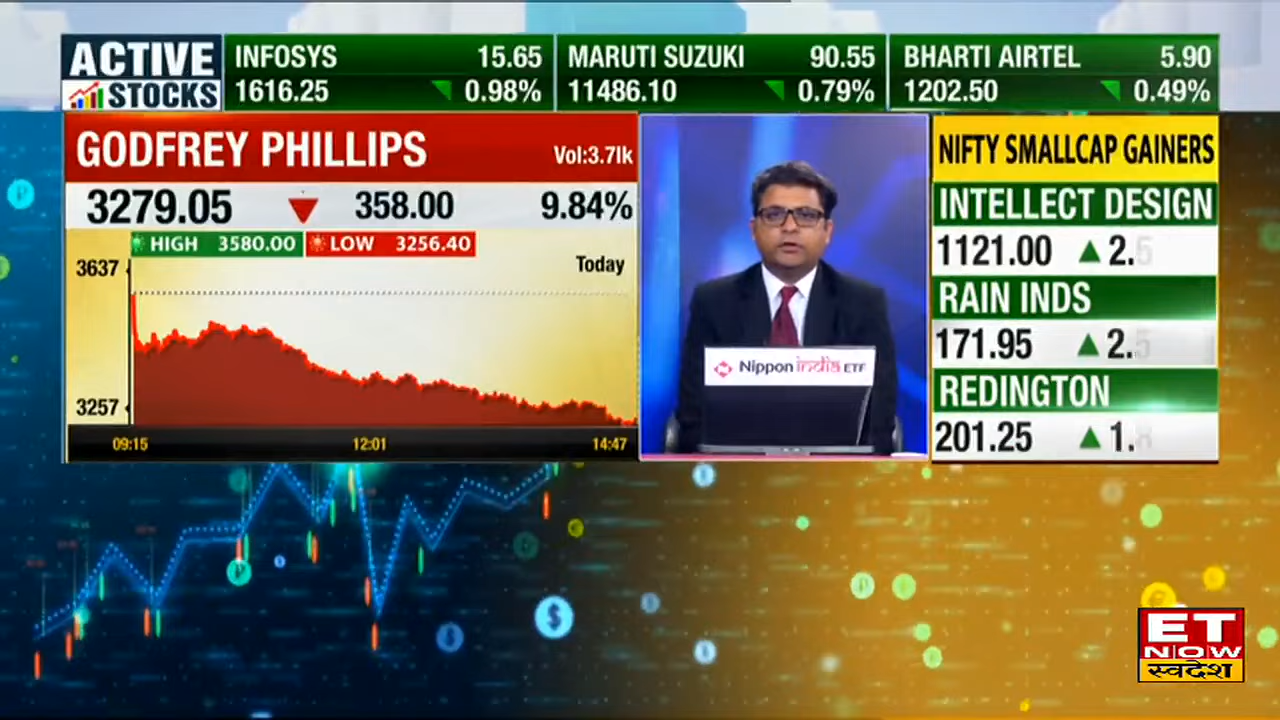 ACTIVE STOCKS
INFOSYS 15.65
1616.25 0.98%
MARUTI SUZUKI 90.55
11486.10 0.79%
BHARTI AIRTEL 5.90
1202.50 0.49%
GODFREY PHILLIPS Vol:3.7lk
3279.05 358.00 9.84%
HIGH 3580.00 LOW 3256.40
Today
3637
3257
09:15 12:01 14:47
Nippon india ETF
NIFTY SMALLCAP GAINERS
INTELLECT DESIGN
1121.00 2.
RAIN INDS
171.95 2.
REDINGTON
201.25 1.
ET
NOW
स्वदेश